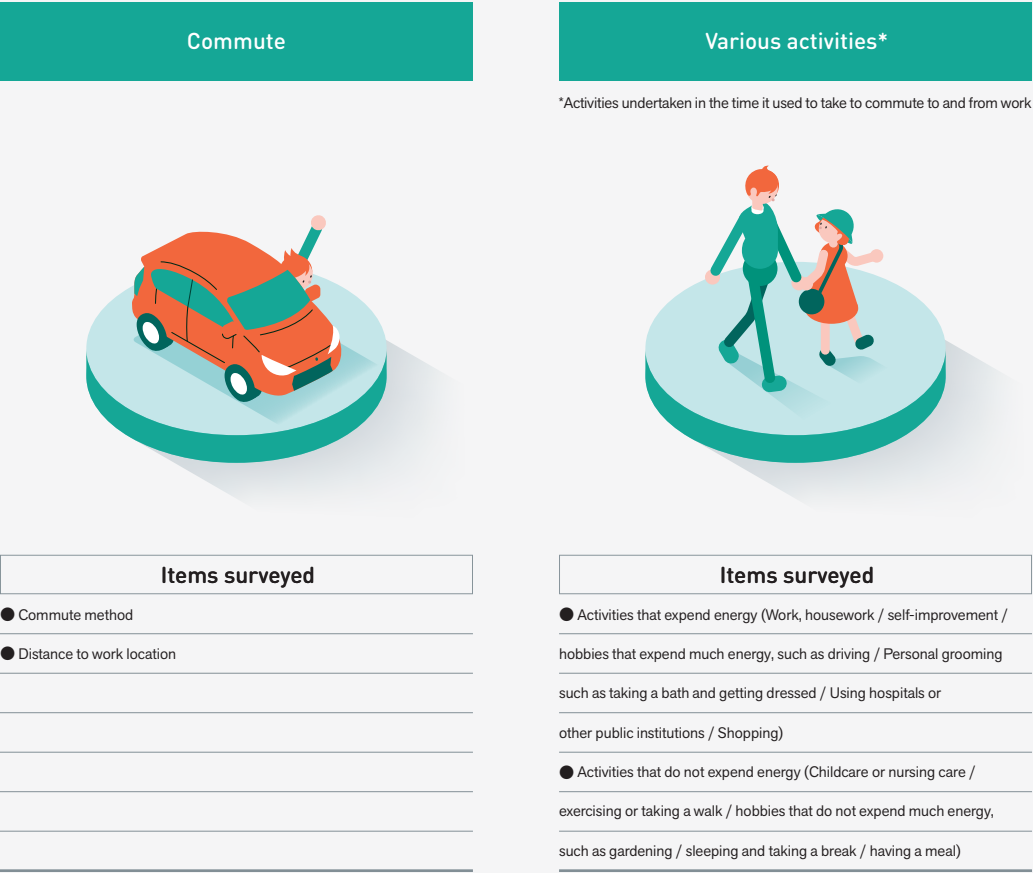 Commute
Items surveyed
● Commute method
● Distance to work location
Various activities*
*Activities undertaken in the time it used to take to commute to and from work
Items surveyed
● Activities that expend energy (Work, housework / self-improvement /
hobbies that expend much energy, such as driving / Personal grooming
such as taking a bath and getting dressed / Using hospitals or
other public institutions / Shopping)
● Activities that do not expend energy (Childcare or nursing care /
exercising or taking a walk / hobbies that do not expend much energy,
such as gardening / sleeping and taking a break / having a meal)